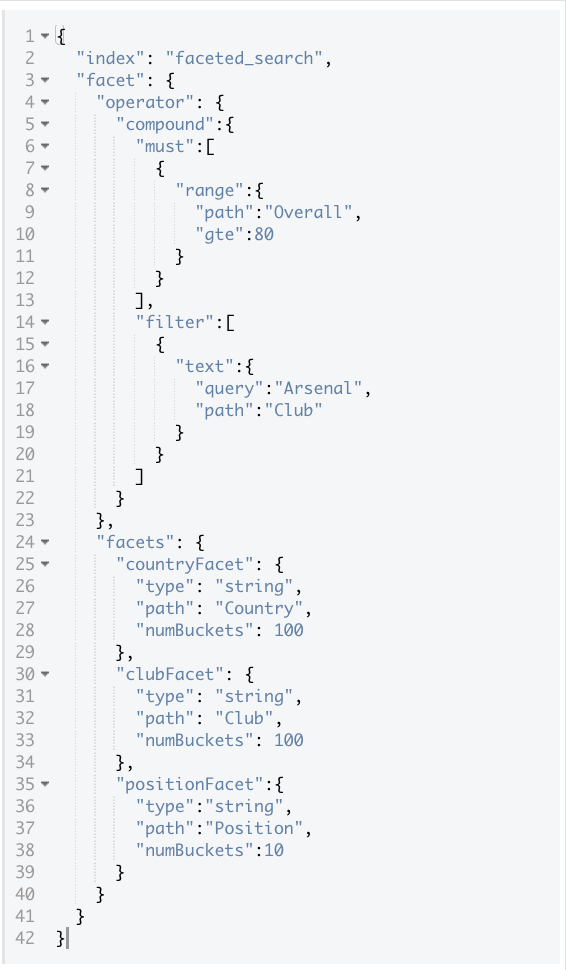 1 {
2   "index": "faceted_search",
3   "facet": {
4     "operator": {
5       "compound":{
6         "must":[
7           {
8             "range":{
9               "path":"Overall",
10              "gte":80
11            }
12          }
13        ],
14        "filter":[
15          {
16            "text":{
17              "query":"Arsenal",
18              "path":"Club"
19            }
20          }
21        ]
22      }
23    },
24    "facets": {
25      "countryFacet": {
26        "type": "string",
27        "path": "Country",
28        "numBuckets": 100
29      },
30      "clubFacet": {
31        "type": "string",
32        "path": "Club",
33        "numBuckets": 100
34      },
35      "positionFacet":{
36        "type":"string",
37        "path":"Position",
38        "numBuckets":10
39      }
40    }
41  }
42 }